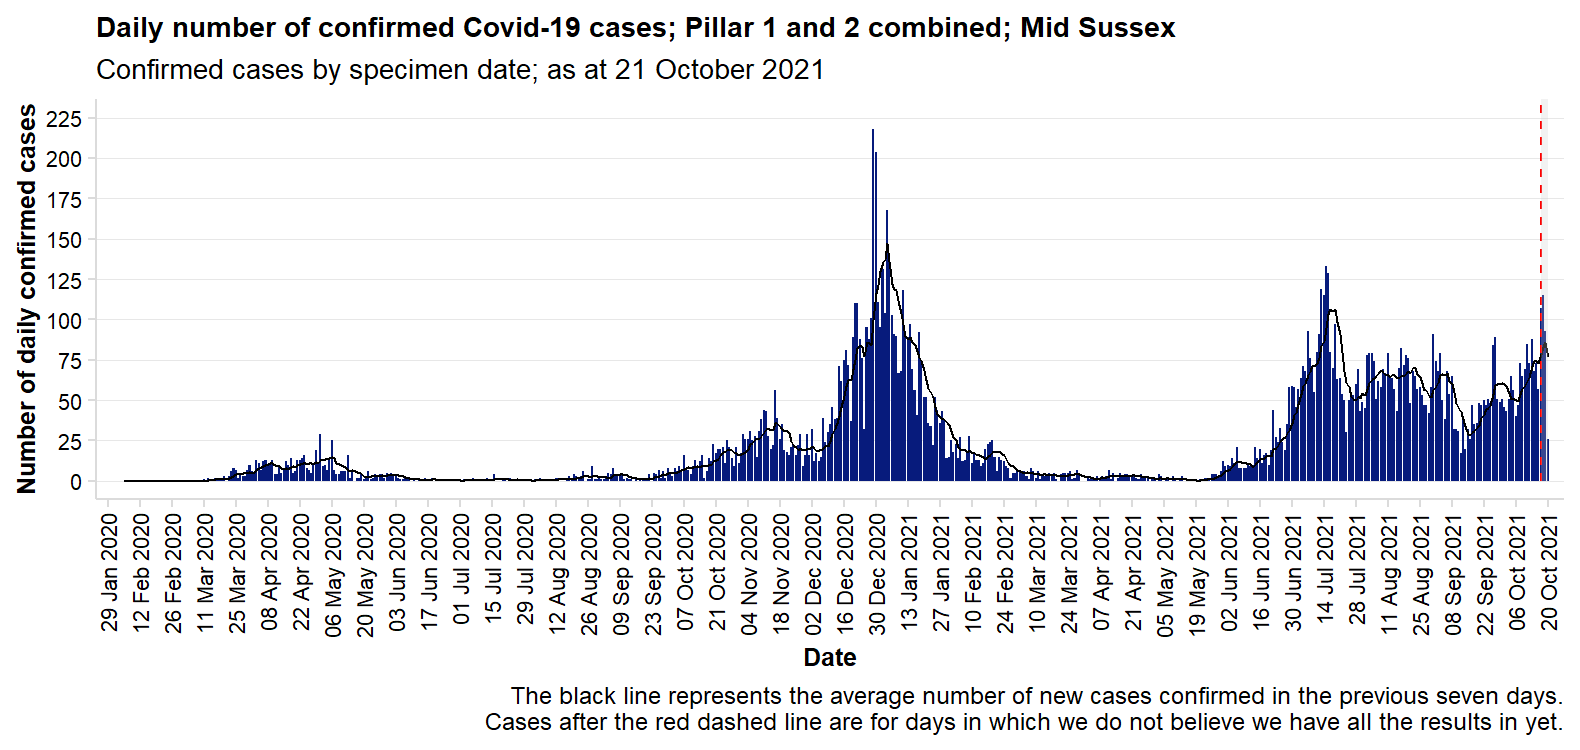 Daily number of confirmed Covid-19 cases; Pillar 1 and 2 combined; Mid Sussex
Confirmed cases by specimen date; as at 21 October 2021
Number of daily confirmed cases
225
200
175
150
125
100
75
50
25
0
29 Jan 2020
12 Feb 2020
26 Feb 2020
11 Mar 2020
25 Mar 2020
08 Apr 2020
22 Apr 2020
06 May 2020
20 May 2020
03 Jun 2020
17 Jun 2020
01 Jul 2020
15 Jul 2020
29 Jul 2020
12 Aug 2020
26 Aug 2020
09 Sep 2020
23 Sep 2020
07 Oct 2020
21 Oct 2020
04 Nov 2020
18 Nov 2020
02 Dec 2020
16 Dec 2020
30 Dec 2020
13 Jan 2021
27 Jan 2021
10 Feb 2021
24 Feb 2021
10 Mar 2021
24 Mar 2021
07 Apr 2021
21 Apr 2021
05 May 2021
19 May 2021
02 Jun 2021
16 Jun 2021
30 Jun 2021
14 Jul 2021
28 Jul 2021
11 Aug 2021
25 Aug 2021
08 Sep 2021
22 Sep 2021
06 Oct 2021
20 Oct 2021
Date
The black line represents the average number of new cases confirmed in the previous seven days.
Cases after the red dashed line are for days in which we do not believe we have all the results in yet.